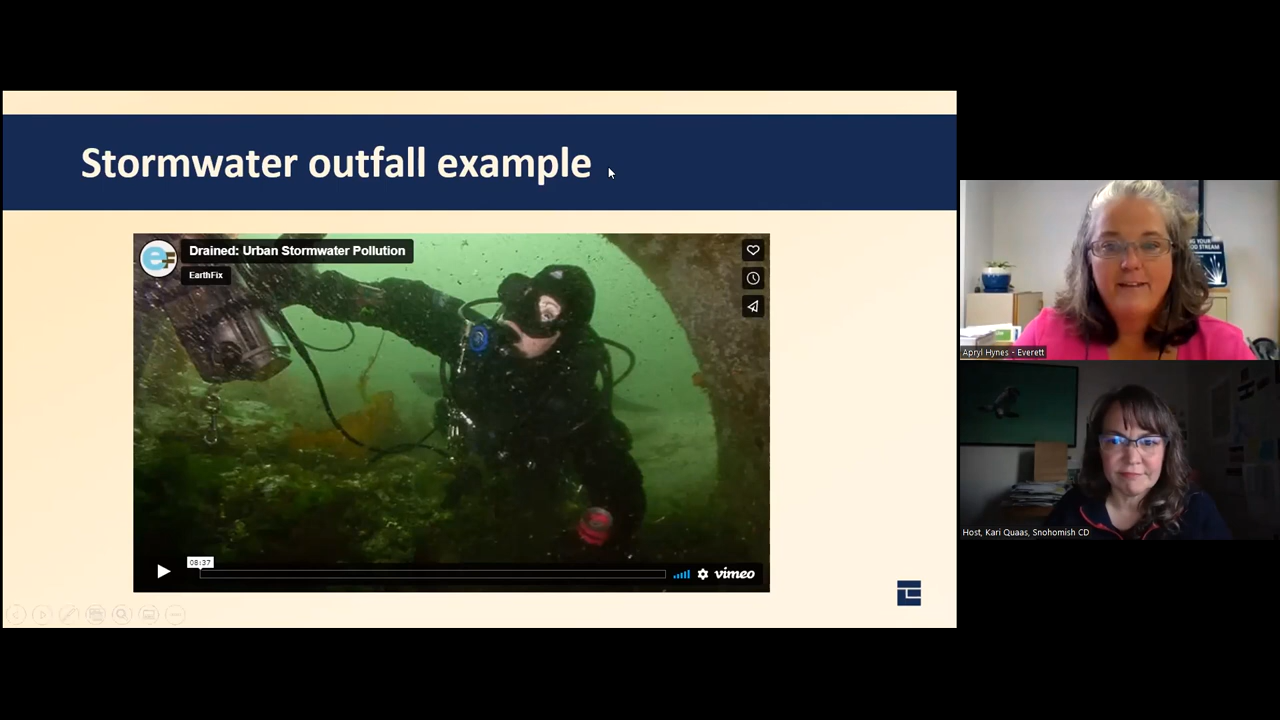 Stormwater outfall example
Drained: Urban Stormwater Pollution
EarthFix
08:37
vimeo
Apryl Hynes - Everett
Host, Kari Quaas, Snohomish CD